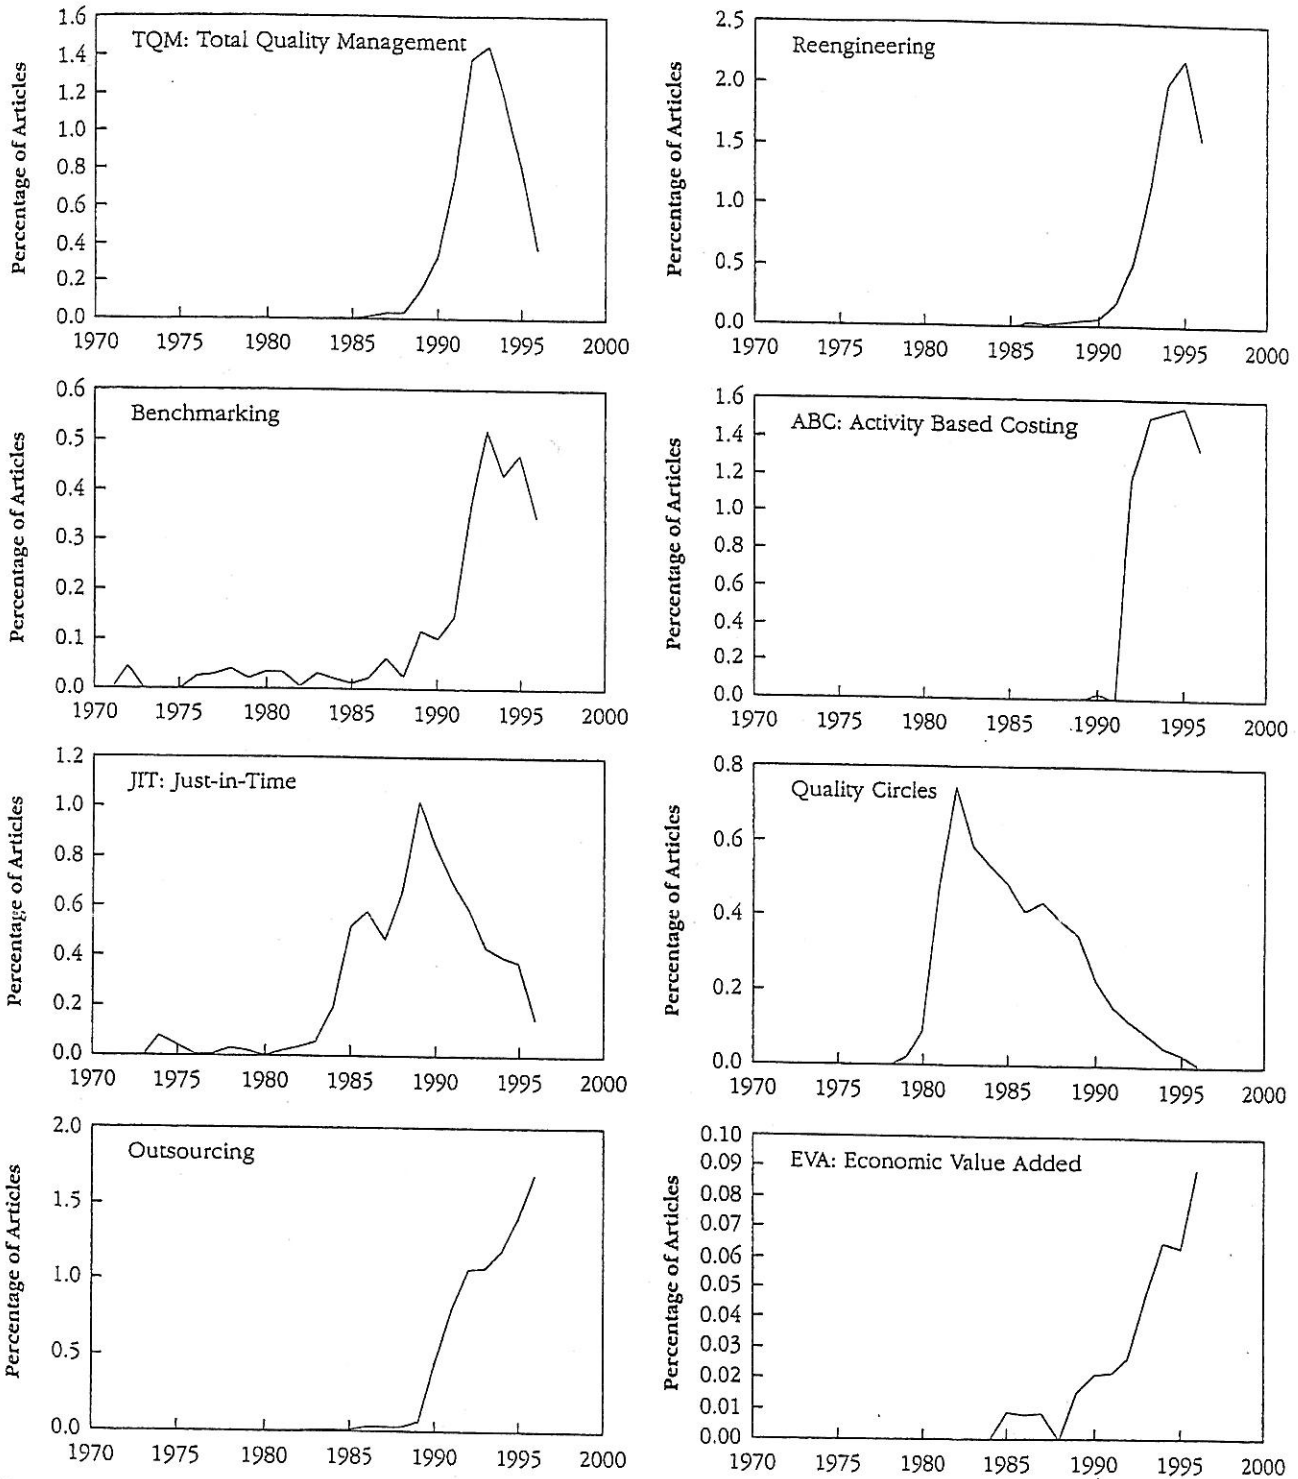 TQM: Total Quality Management
Percentage of Articles
1.6
1.4
1.2
1.0
0.8
0.6
0.4
0.2
0.0
1970 1975 1980 1985 1990 1995 2000
Reengineering
Percentage of Articles
2.5
2.0
1.5
1.0
0.5
0.0
1970 1975 1980 1985 1990 1995 2000
Benchmarking
Percentage of Articles
0.6
0.5
0.4
0.3
0.2
0.1
0.0
1970 1975 1980 1985 1990 1995 2000
ABC: Activity Based Costing
Percentage of Articles
1.6
1.4
1.2
1.0
0.8
0.6
0.4
0.2
0.0
1970 1975 1980 1985 1990 1995 2000
JIT: Just-in-Time
Percentage of Articles
1.2
1.0
0.8
0.6
0.4
0.2
0.0
1970 1975 1980 1985 1990 1995 2000
Quality Circles
Percentage of Articles
0.8
0.6
0.4
0.2
0.0
1970 1975 1980 1985 1990 1995 2000
Outsourcing
Percentage of Articles
2.0
1.5
1.0
0.5
0.0
1970 1975 1980 1985 1990 1995 2000
EVA: Economic Value Added
Percentage of Articles
0.10
0.09
0.08
0.07
0.06
0.05
0.04
0.03
0.02
0.01
0.00
1970 1975 1980 1985 1990 1995 2000